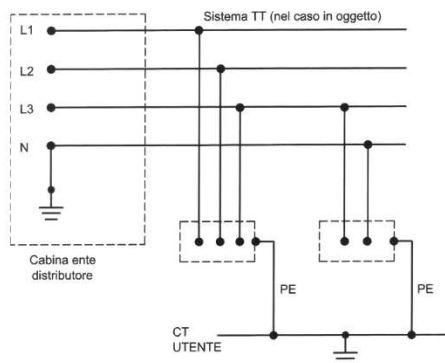 Sistema TT (nel caso in oggetto)
L1
L2
L3
N
Cabina ente
distributore
PE
PE
CT
UTENTE